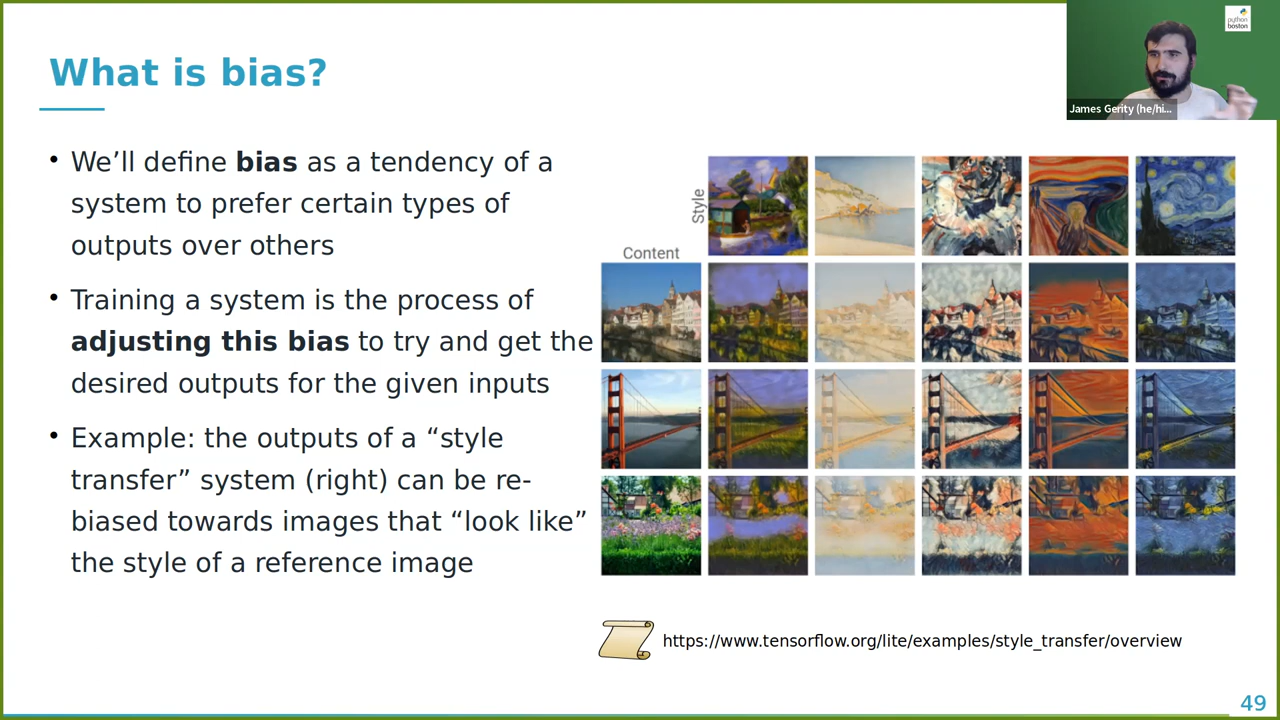 What is bias?
• We’ll define bias as a tendency of a
system to prefer certain types of
outputs over others
• Training a system is the process of
adjusting this bias to try and get the
desired outputs for the given inputs
• Example: the outputs of a “style
transfer” system (right) can be re-
biased towards images that “look like”
the style of a reference image
Style
Content
https://www.tensorflow.org/lite/examples/style_transfer/overview
49
python
boston
James Gerity (he/hi...